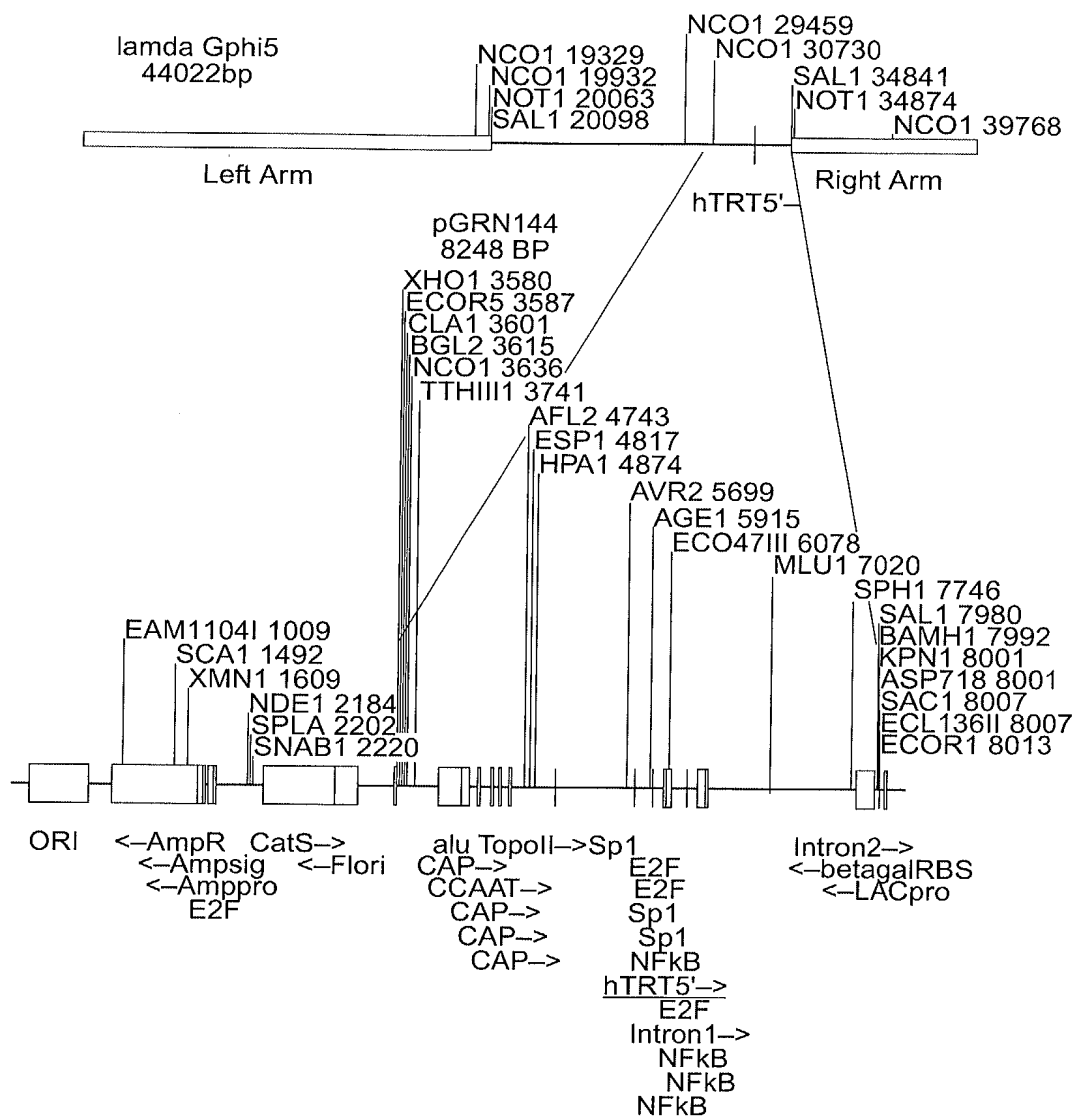 lamda Gphi5
44022bp
NCO1 19329
NCO1 19932
NOT1 20063
SAL1 20098
NCO1 29459
NCO1 30730
SAL1 34841
NOT1 34874
NCO1 39768
Left Arm
Right Arm
hTRT5'–
pGRN144
8248 BP
XHO1 3580
ECOR5 3587
CLA1 3601
BGL2 3615
NCO1 3636
TTHIII1 3741
AFL2 4743
ESP1 4817
HPA1 4874
AVR2 5699
AGE1 5915
ECO47III 6078
MLU1 7020
SPH1 7746
SAL1 7980
BAMH1 7992
KPN1 8001
ASP718 8001
SAC1 8007
ECL136II 8007
ECOR1 8013
EAM1104I 1009
SCA1 1492
XMN1 1609
NDE1 2184
SPLA 2202
SNAB1 2220
ORI
<–AmpR
<–Ampsig
<–Amppro
E2F
CatS–>
<–Flori
alu TopoII–>Sp1
CAP–>
CCAAT–>
CAP–>
CAP–>
CAP–>
E2F
E2F
Sp1
Sp1
NFkB
hTRT5'–>
E2F
Intron1–>
NFkB
NFkB
NFkB
Intron2–>
<–betagalRBS
<–LACpro